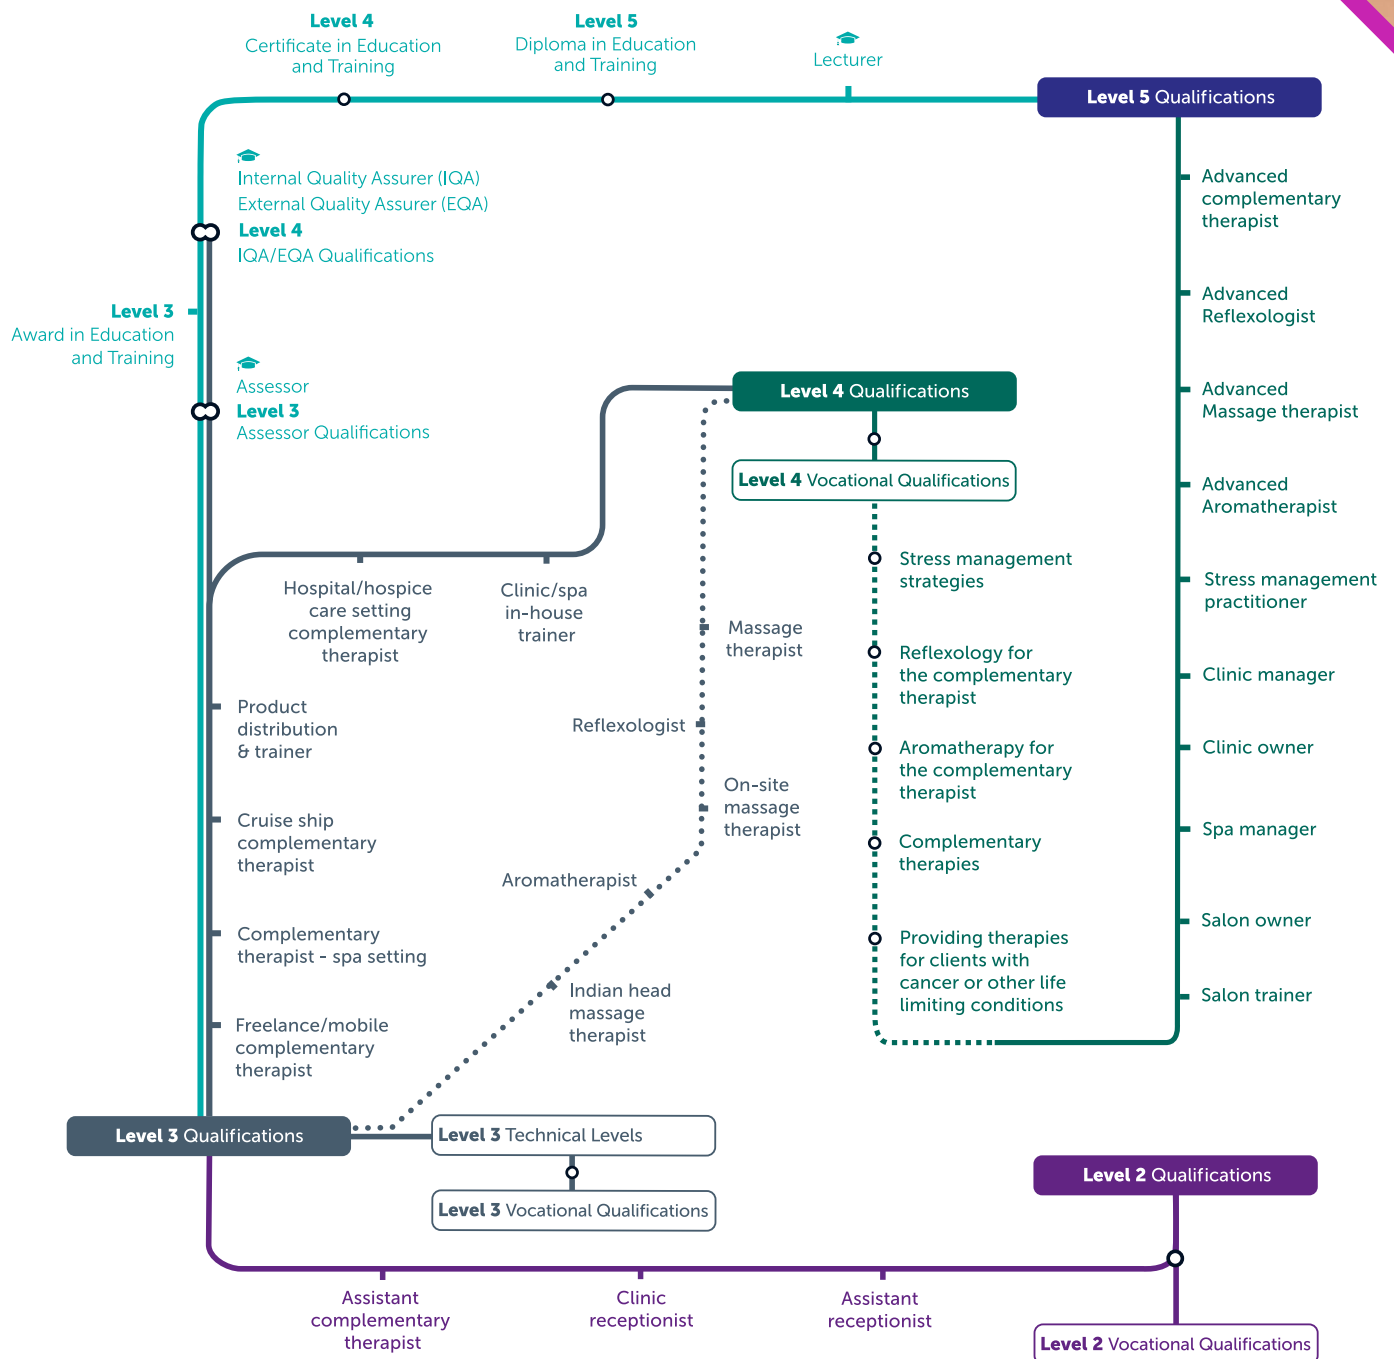 Level 4
Certificate in Education
and Training
Level 5
Diploma in Education
and Training
Lecturer
Level 5 Qualifications
Internal Quality Assurer (IQA)
External Quality Assurer (EQA)
Level 4
IQA/EQA Qualifications
Level 3
Award in Education
and Training
Assessor
Level 3
Assessor Qualifications
Level 4 Qualifications
Level 4 Vocational Qualifications
Advanced
complementary
therapist
Advanced
Reflexologist
Advanced
Massage therapist
Advanced
Aromatherapist
Stress management
practitioner
Clinic manager
Clinic owner
Spa manager
Salon owner
Salon trainer
Stress management
strategies
Reflexology for
the complementary
therapist
Aromatherapy for
the complementary
therapist
Complementary
therapies
Providing therapies
for clients with
cancer or other life
limiting conditions
Hospital/hospice
care setting
complementary
therapist
Clinic/spa
in-house
trainer
Massage
therapist
Reflexologist
On-site
massage
therapist
Aromatherapist
Indian head
massage
therapist
Product
distribution
& trainer
Cruise ship
complementary
therapist
Complementary
therapist - spa setting
Freelance/mobile
complementary
therapist
Level 3 Qualifications
Level 3 Technical Levels
Level 3 Vocational Qualifications
Level 2 Qualifications
Assistant
complementary
therapist
Clinic
receptionist
Assistant
receptionist
Level 2 Vocational Qualifications